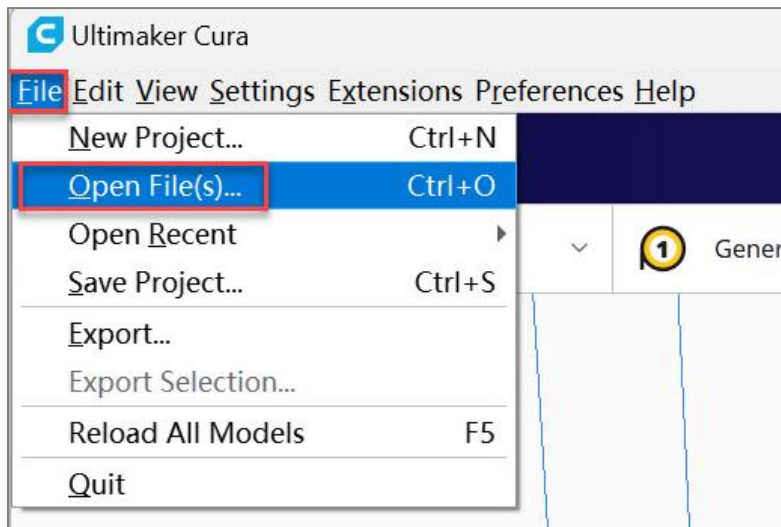 Ultimaker Cura
File Edit View Settings Extensions Preferences Help
New Project... Ctrl+N
Open File(s)... Ctrl+O
Open Recent
1 Gener
Save Project... Ctrl+S
Export...
Export Selection...
Reload All Models F5
Quit